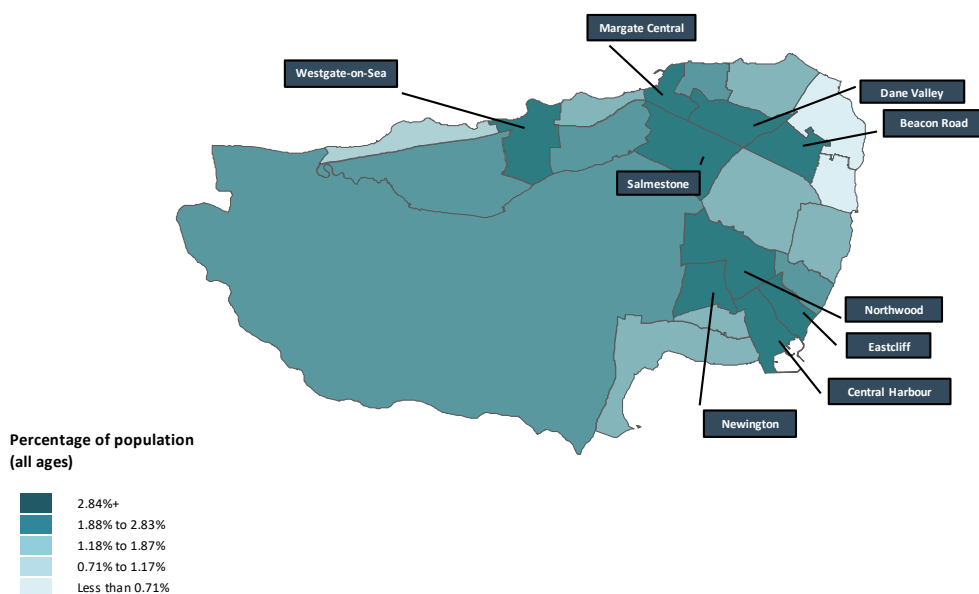 Margate Central
Westgate-on-Sea
Dane Valley
Beacon Road
Salmestone
Northwood
Eastcliff
Central Harbour
Newington
Percentage of population
(all ages)
2.84%+
1.88% to 2.83%
1.18% to 1.87%
0.71% to 1.17%
Less than 0.71%